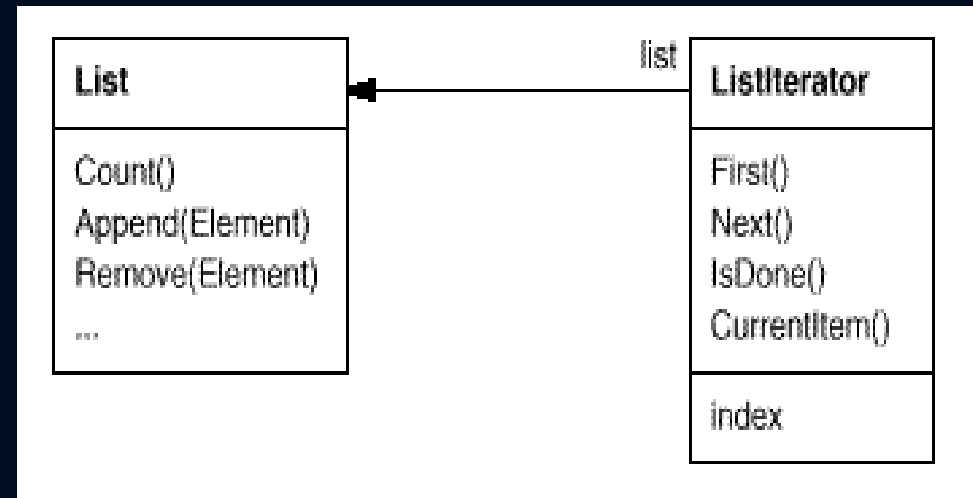 List
Count()
Append(Element)
Remove(Element)
...
list
ListIterator
First()
Next()
IsDone()
CurrentItem()
index